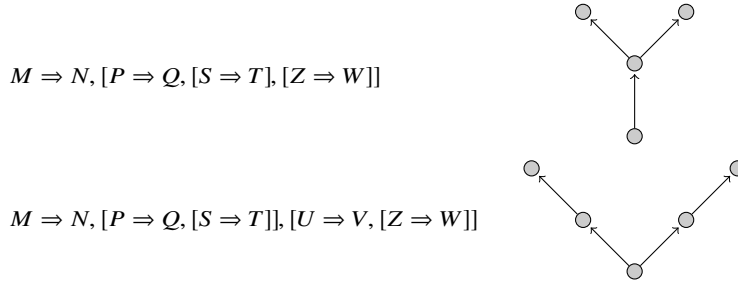 M ⇒ N, [P ⇒ Q, [S ⇒ T], [Z ⇒ W]]
M ⇒ N, [P ⇒ Q, [S ⇒ T]], [U ⇒ V, [Z ⇒ W]]